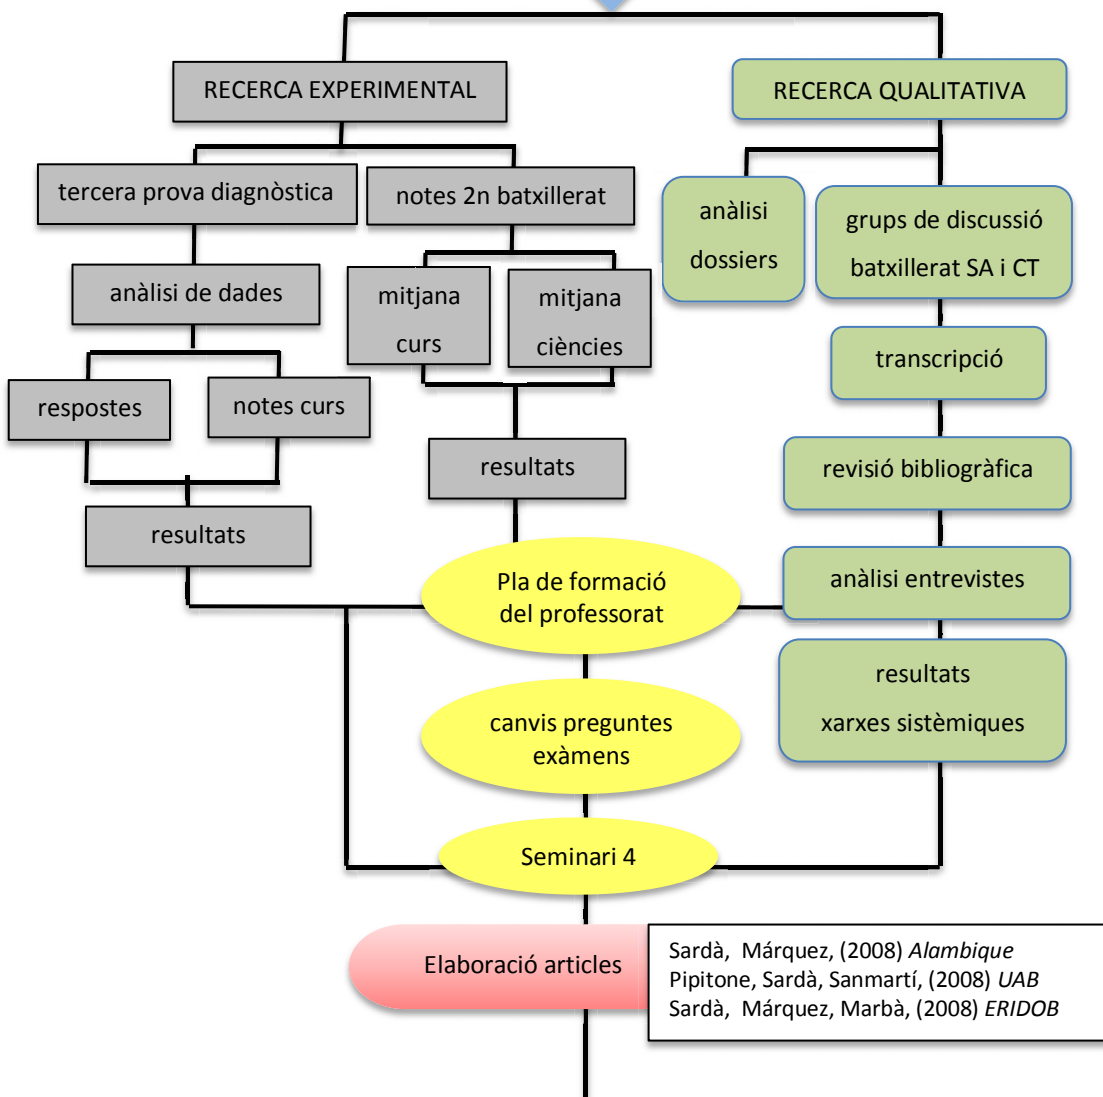 RECERCA EXPERIMENTAL
RECERCA QUALITATIVA
tercera prova diagnòstica
notes 2n batxillerat
anàlisi
dossiers
grups de discussió
batxillerat SA i CT
anàlisi de dades
mitjana
curs
mitjana
ciències
transcripció
respostes
notes curs
resultats
revisió bibliogràfica
resultats
Pla de formació
del professorat
anàlisi entrevistes
resultats
xarxes sistèmiques
canvis preguntes
exàmens
Seminari 4
Elaboració articles
Sardà, Márquez, (2008) Alambique
Pipitone, Sardà, Sanmartí, (2008) UAB
Sardà, Márquez, Marbà, (2008) ERIDOB